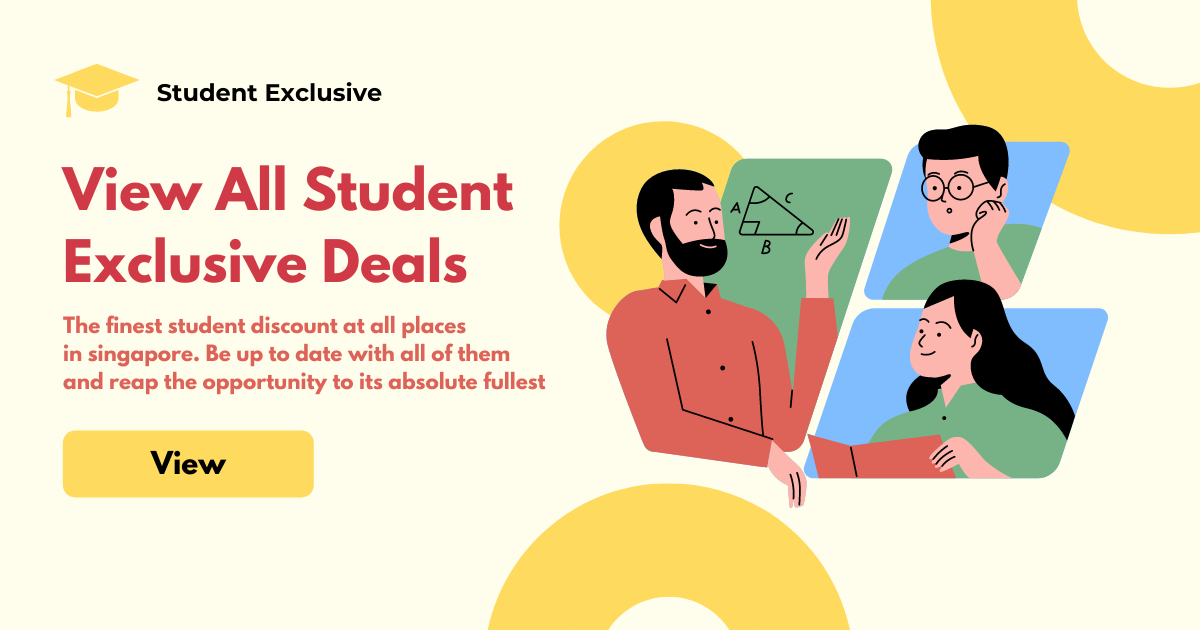 Student Exclusive
View All Student
Exclusive Deals
The finest student discount at all places
in singapore. Be up to date with all of them
and reap the opportunity to its absolute fullest
View
A
C
B